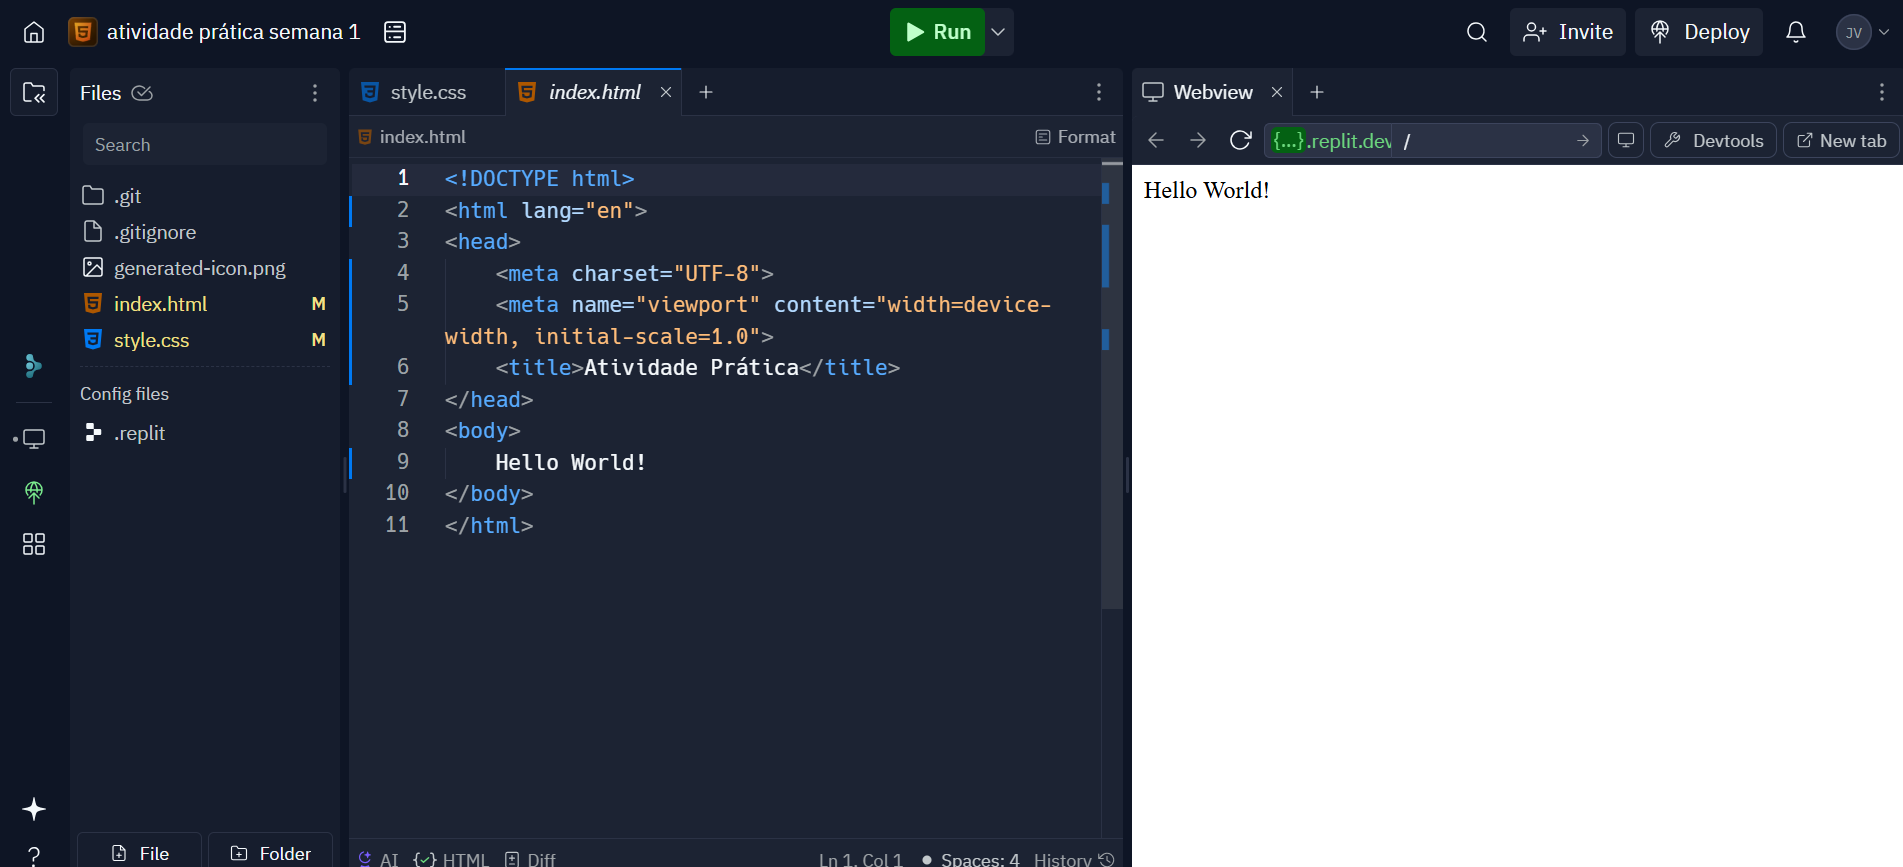 atividade prática semana 1
Run
Invite
Deploy
JV
Files
Search
.git
.gitignore
generated-icon.png
index.html M
style.css M
Config files
.replit
File
Folder
style.css
index.html
index.html
Format
1 <!DOCTYPE html>
2 <html lang="en">
3 <head>
4 <meta charset="UTF-8">
5 <meta name="viewport" content="width=device-
width, initial-scale=1.0">
6 <title>Atividade Prática</title>
7 </head>
8 <body>
9 Hello World!
10 </body>
11 </html>
AI
HTML
Diff
Ln 1, Col 1
Spaces: 4
History
Webview
{...}.replit.dev /
Devtools
New tab
Hello World!